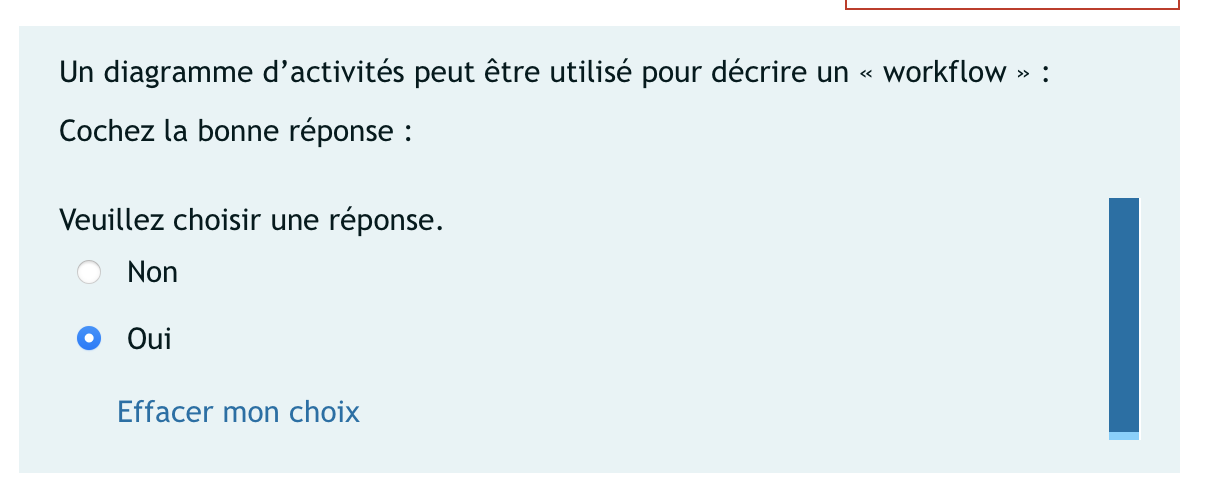 Un diagramme d’activités peut être utilisé pour décrire un « workflow » :
Cochez la bonne réponse :
Veuillez choisir une réponse.
Non
Oui
Effacer mon choix